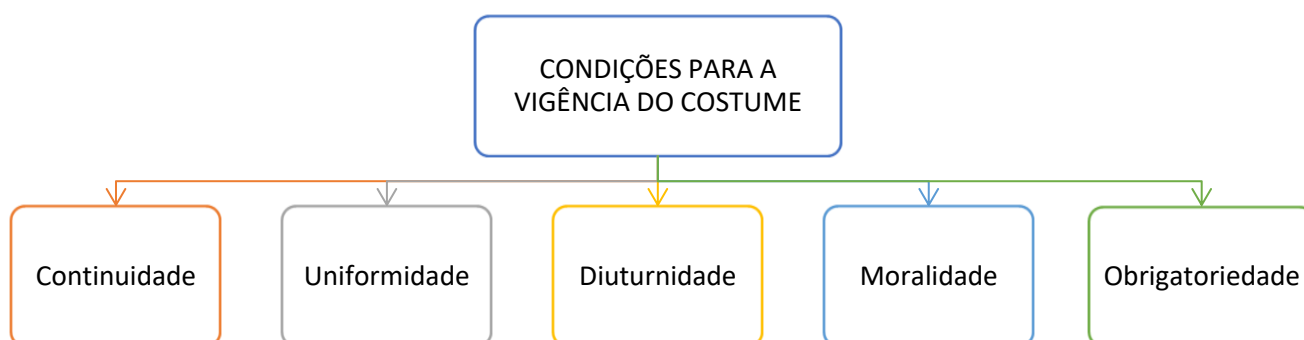 CONDIÇÕES PARA A
VIGÊNCIA DO COSTUME
Continuidade
Uniformidade
Diuturnidade
Moralidade
Obrigatoriedade